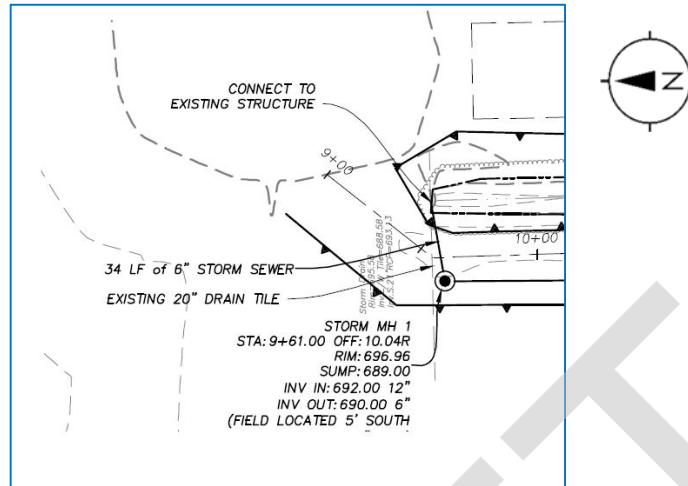 CONNECT TO
EXISTING STRUCTURE
N
9+00
10+00
34 LF of 6" STORM SEWER
EXISTING 20" DRAIN TILE
STORM MH 1
STA: 9+61.00 OFF: 10.04R
RIM: 696.96
SUMP: 689.00
INV IN: 692.00 12"
INV OUT: 690.00 6"
(FIELD LOCATED 5' SOUTH